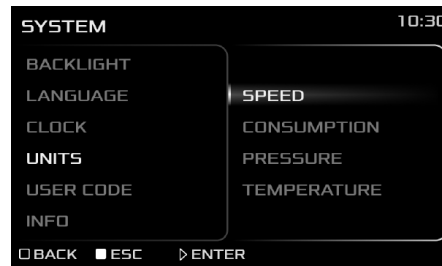 SYSTEM 10:30
BACKLIGHT
LANGUAGE
CLOCK
UNITS
USER CODE
INFO
SPEED
CONSUMPTION
PRESSURE
TEMPERATURE
BACK ESC ENTER